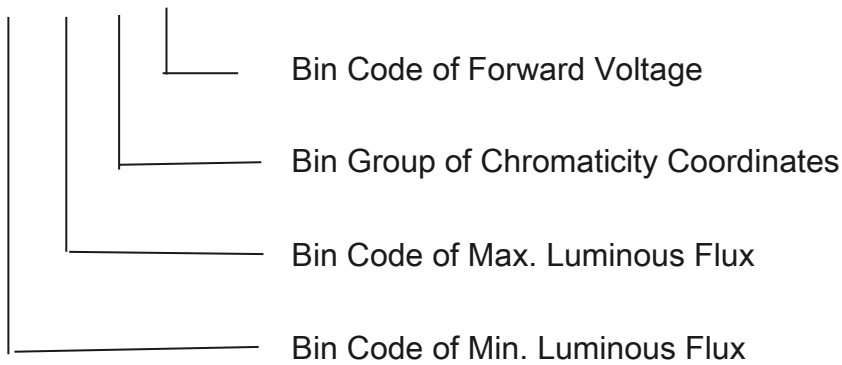 Bin Code of Forward Voltage
Bin Group of Chromaticity Coordinates
Bin Code of Max. Luminous Flux
Bin Code of Min. Luminous Flux